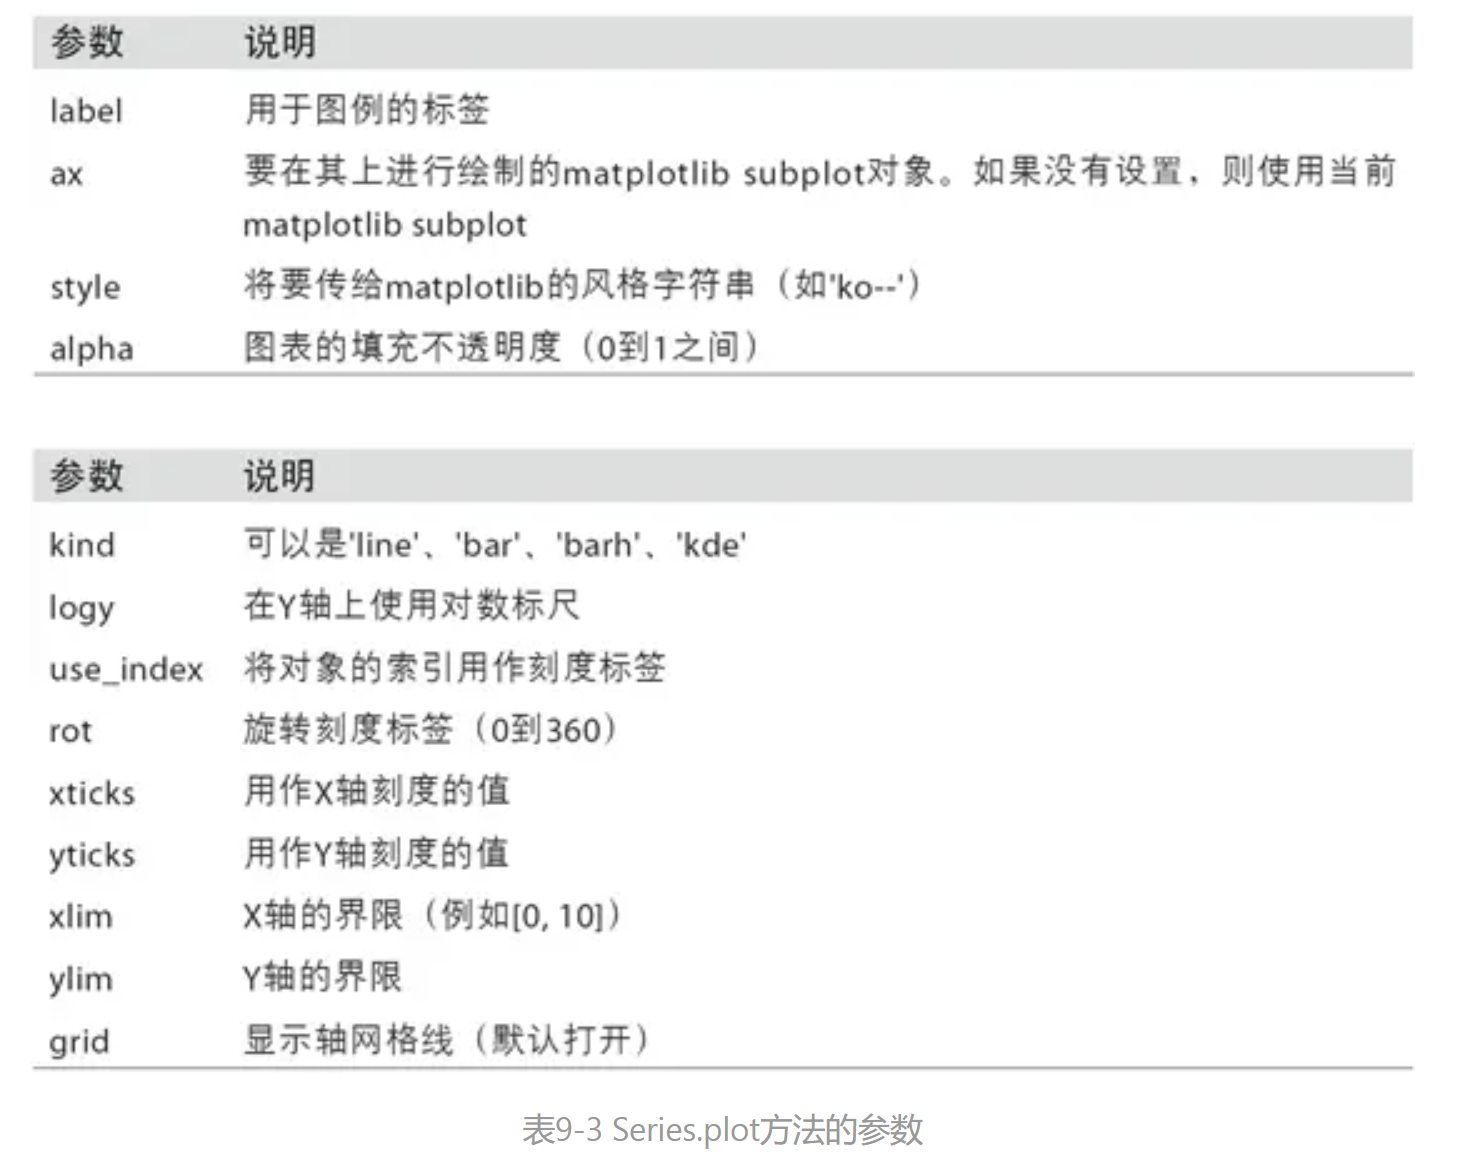 参数 说明
label 用于图例的标签
ax 要在其上进行绘制的matplotlib subplot对象。如果没有设置，则使用当前
matplotlib subplot
style 将要传给matplotlib的风格字符串（如'ko--'）
alpha 图表的填充不透明度（0到1之间）
参数 说明
kind 可以是'line'、'bar'、'barh'、'kde'
logy 在Y轴上使用对数标尺
use_index 将对象的索引用作刻度标签
rot 旋转刻度标签（0到360）
xticks 用作X轴刻度的值
yticks 用作Y轴刻度的值
xlim X轴的界限（例如[0, 10]）
ylim Y轴的界限
grid 显示轴网格线（默认打开）
表9-3 Series.plot方法的参数